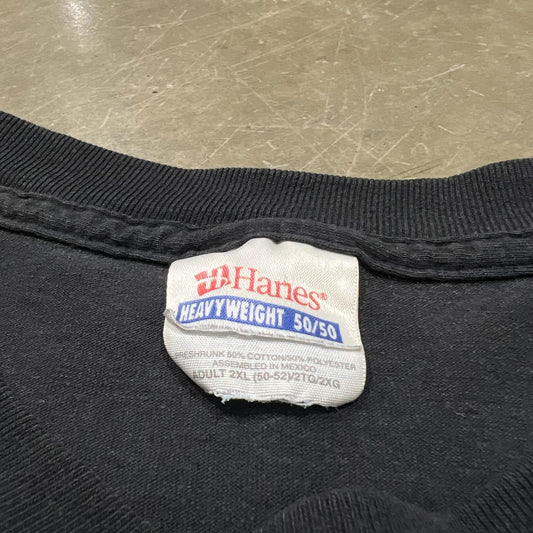 Hanes®
HEAVYWEIGHT 50/50
PRESHRUNK 50% COTTON/50% POLYESTER
ASSEMBLED IN MEXICO
ADULT 2XL (50-52)/2TG/2XG